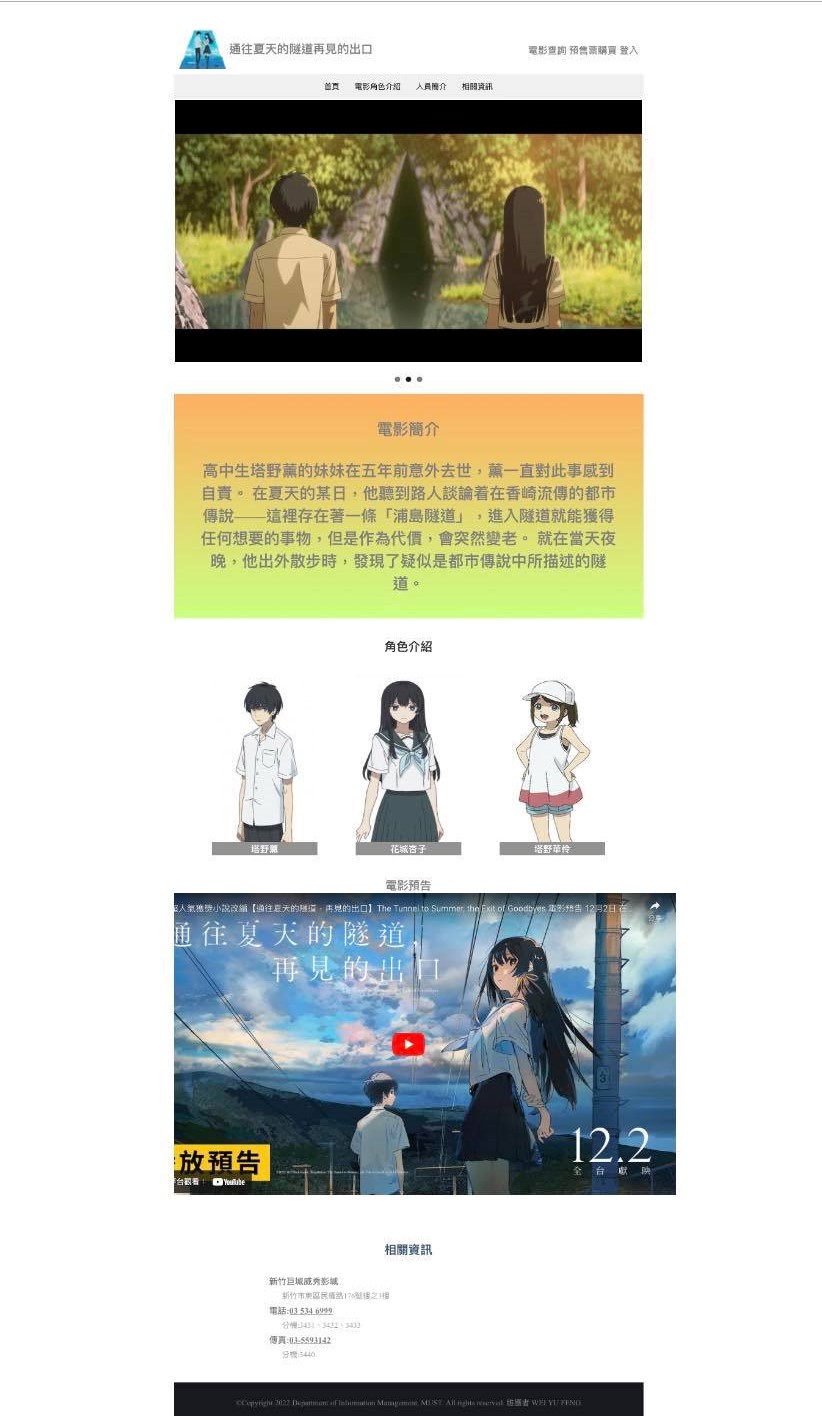 通往夏天的隧道再見的出口
電影查詢 預售票購買 登入
首頁 電影角色介紹 人員簡介 相關資訊
電影簡介
高中生塔野薰的妹妹在五年前意外去世，薰一直對此事感到
自責。 在夏天的某日，他聽到路人談論着在香崎流傳的都市
傳說——這裡存在著一條「浦島隧道」，進入隧道就能獲得
任何想要的事物，但是作為代價，會突然變老。 就在當天夜
晚，他出外散步時，發現了疑似是都市傳說中所描述的隧
道。
角色介紹
塔野薰 花城杏子 塔野華伶
電影預告
人氣獲獎小說改編【通往夏天的隧道，再見的出口】The Tunnel to Summer, the Exit of Goodbyes 電影預告 12月2日 在
分享
通往夏天的隧道,
再見的出口
3
12.2
全台獻映
放預告
台觀看： YouTube
相關資訊
新竹巨城威秀影城
新竹市東區民權路176號樓之3樓
電話:03 534 6999
分機:3431、3432、3433
傳真:03-5593142
分機:3440
©Copyright 2022 Department of Information Management, MUST. All rights reserved. 維護者 WEI YU FENG